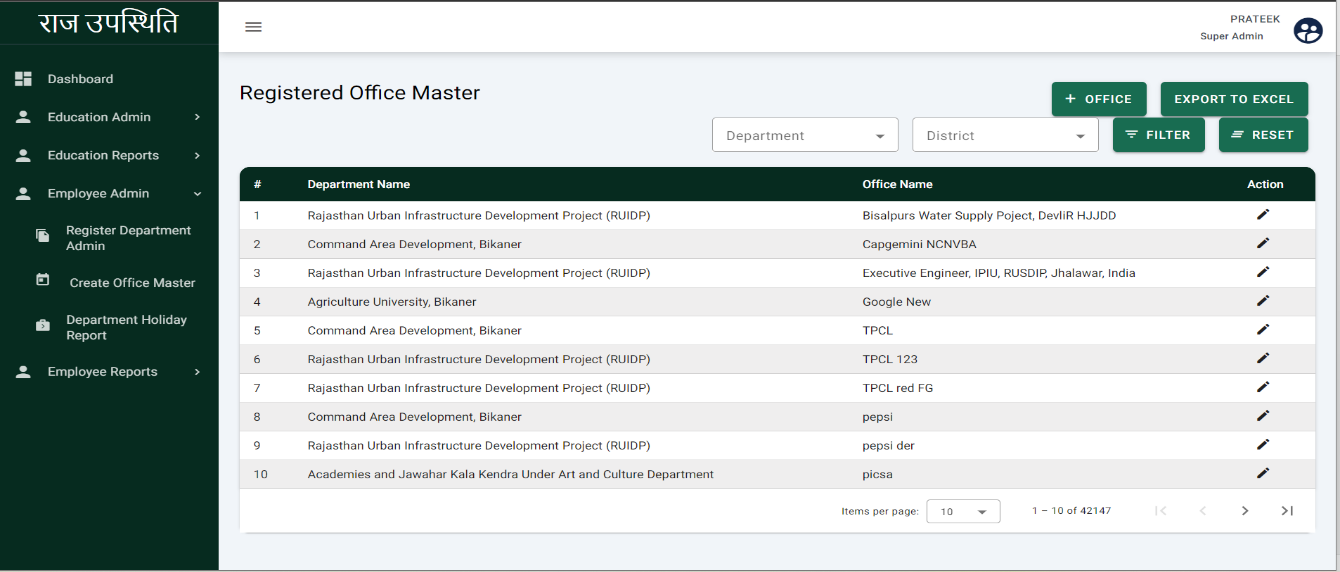 राज उपस्थिति
PRATEEK
Super Admin
Dashboard
Education Admin
Education Reports
Employee Admin
Register Department
Admin
Create Office Master
Department Holiday
Report
Employee Reports
Registered Office Master
+ OFFICE
EXPORT TO EXCEL
Department
District
FILTER
RESET
# Department Name Office Name Action
1 Rajasthan Urban Infrastructure Development Project (RUIDP) Bisalpurs Water Supply Poject, DevliR HJJDD
2 Command Area Development, Bikaner Capgemini NCNVBA
3 Rajasthan Urban Infrastructure Development Project (RUIDP) Executive Engineer, IPIU, RUSDIP, Jhalawar, India
4 Agriculture University, Bikaner Google New
5 Command Area Development, Bikaner TPCL
6 Rajasthan Urban Infrastructure Development Project (RUIDP) TPCL 123
7 Rajasthan Urban Infrastructure Development Project (RUIDP) TPCL red FG
8 Command Area Development, Bikaner pepsi
9 Rajasthan Urban Infrastructure Development Project (RUIDP) pepsi der
10 Academies and Jawahar Kala Kendra Under Art and Culture Department picsa
Items per page: 10 1 – 10 of 42147